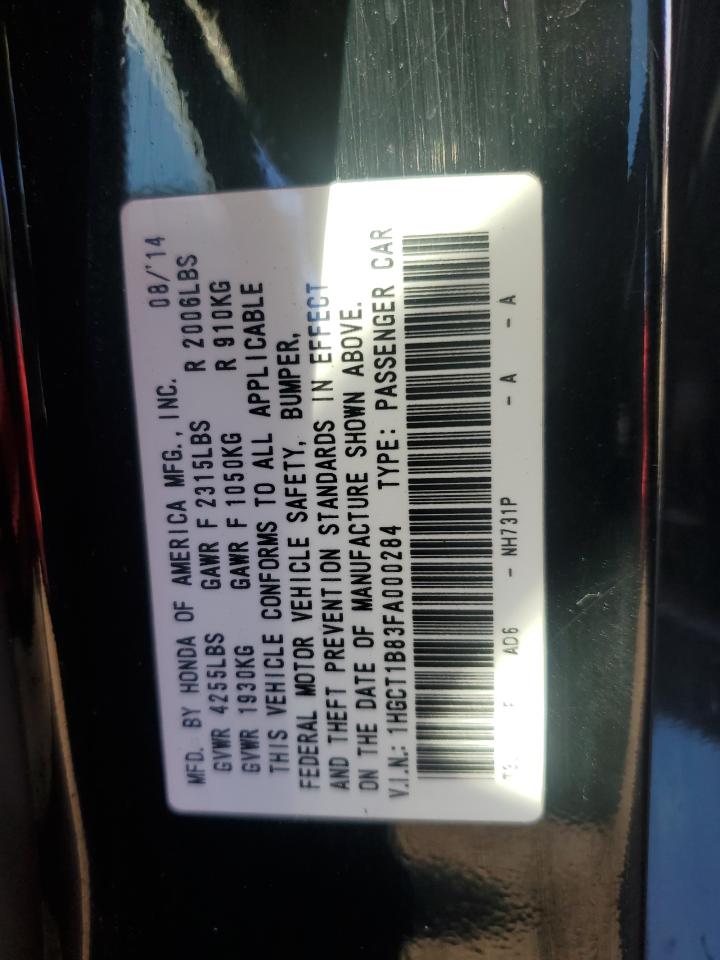 MFD. BY HONDA OF AMERICA MFG., INC. 08/'14
GVWR 4255LBS GAWR F 2315LBS R 2006LBS
GVWR 1930KG GAWR F 1050KG R 910KG
THIS VEHICLE CONFORMS TO ALL APPLICABLE
FEDERAL MOTOR VEHICLE SAFETY, BUMPER,
AND THEFT PREVENTION STANDARDS IN EFFECT
ON THE DATE OF MANUFACTURE SHOWN ABOVE.
V.I.N.: 1HGCT1B83FA000284 TYPE: PASSENGER CAR
AD6 - NH731P - A - A